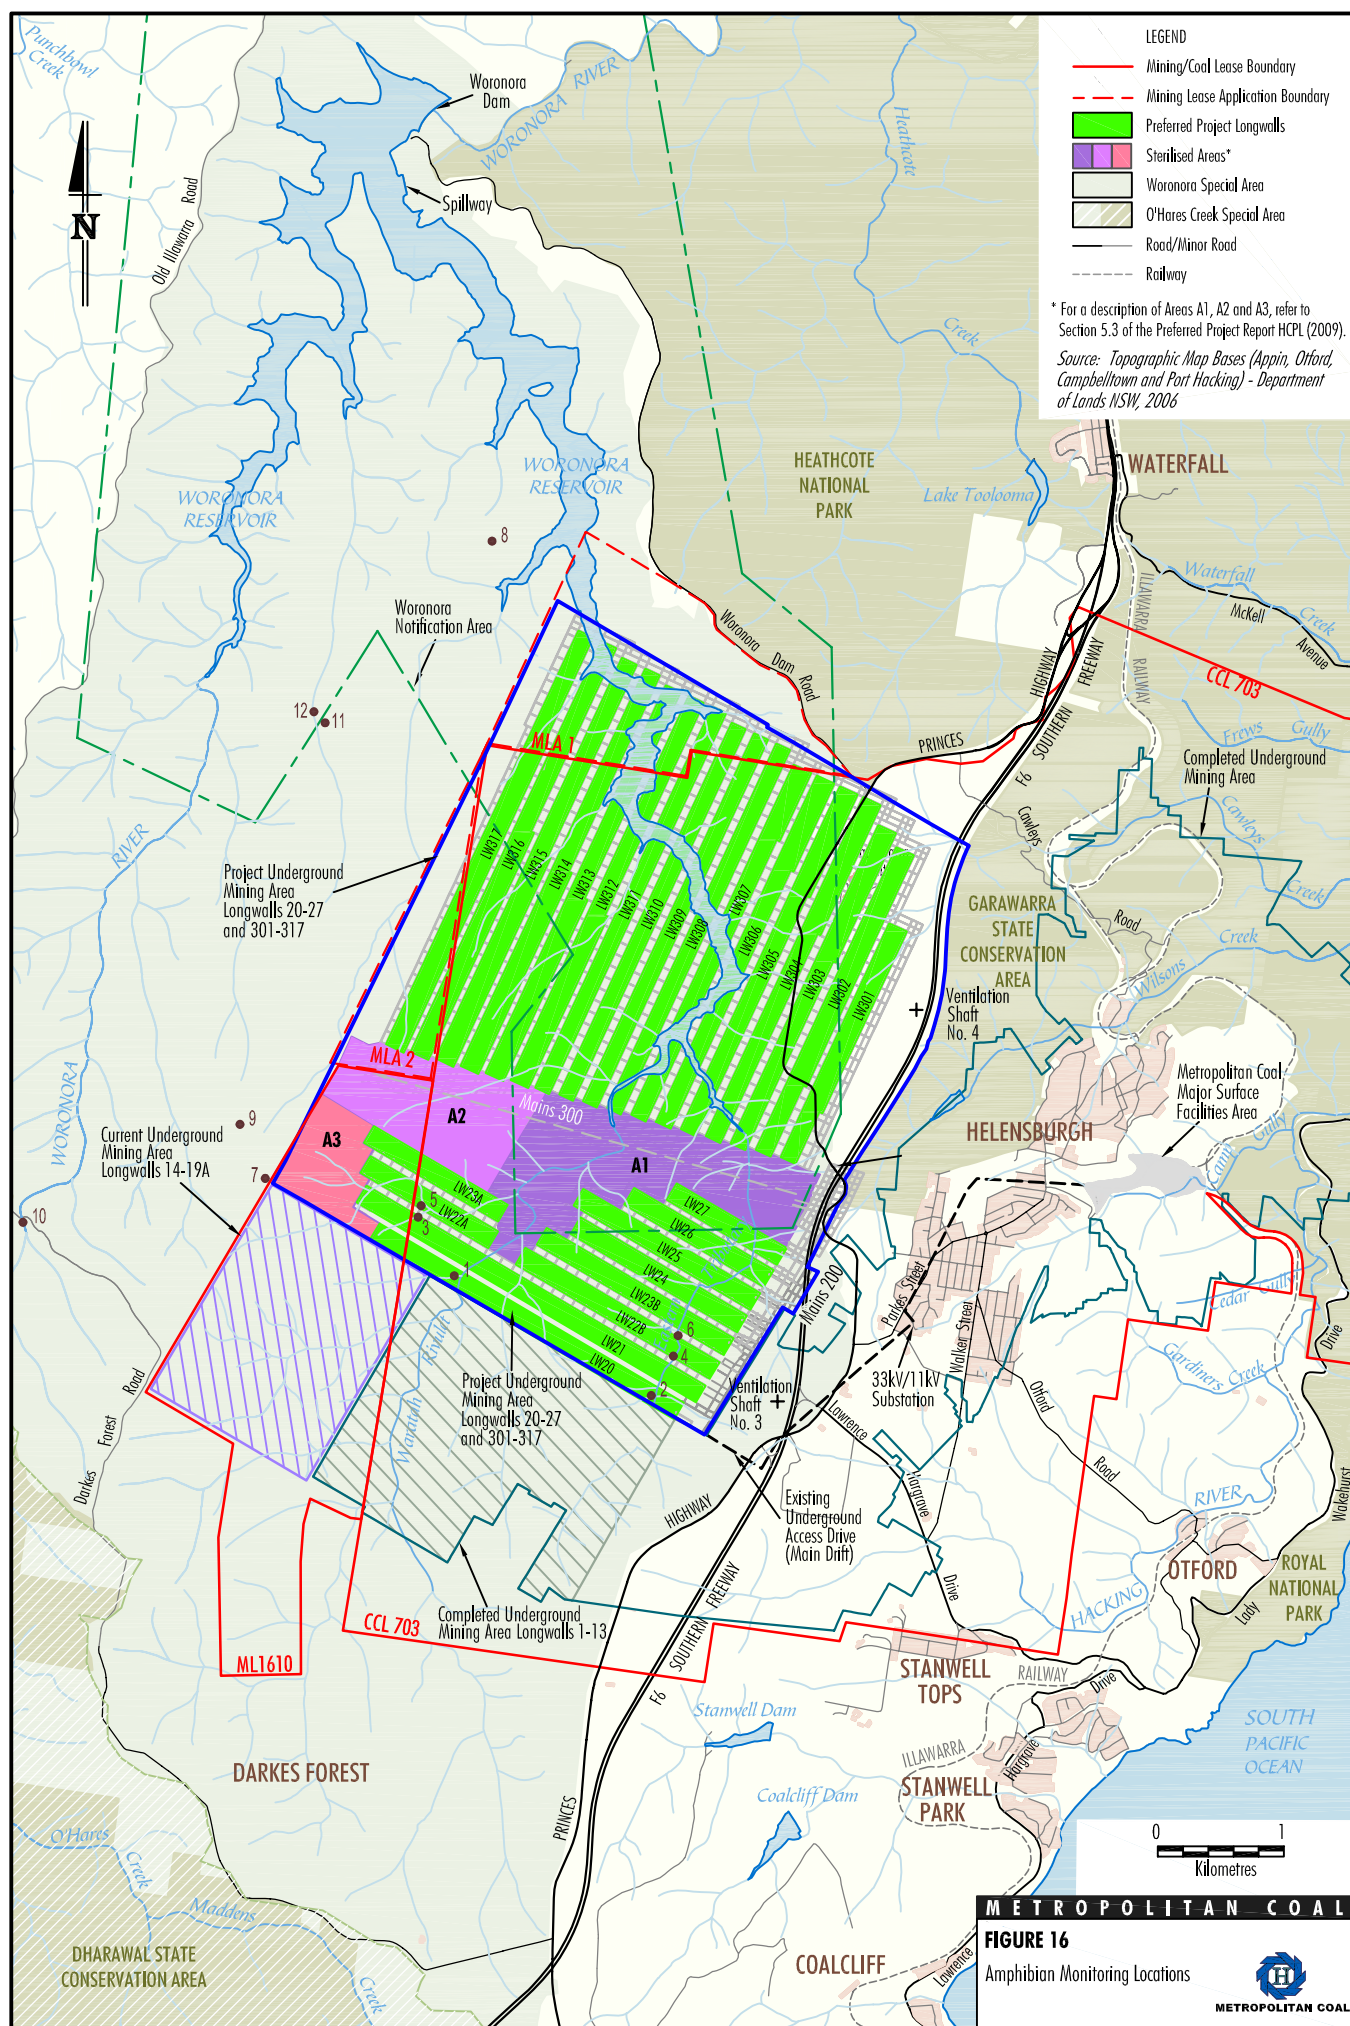 LEGEND
Mining/Coal Lease Boundary
Mining Lease Application Boundary
Preferred Project Longwalls
Sterilised Areas*
Woronora Special Area
O'Hares Creek Special Area
Road/Minor Road
Railway
* For a description of Areas A1, A2 and A3, refer to
Section 5.3 of the Preferred Project Report HCPL (2009).
Source: Topographic Map Bases (Appin, Otford,
Campbelltown and Port Hacking) - Department
of Lands NSW, 2006
Punchbowl
Creek
Woronora
Dam
WORONORA RIVER
Heathcote
Creek
N
Old Illawarra Road
Spillway
WORONORA
RESERVOIR
WORONORA
RESERVOIR
HEATHCOTE
NATIONAL
PARK
Lake Toolooma
WATERFALL
Waterfall
Creek
McKell
Avenue
ILLAWARRA
RAILWAY
8
Woronora
Notification Area
Woronora Dam Road
12
11
CCL 703
Frews Gully
PRINCES
HIGHWAY
F6 SOUTHERN FREEWAY
Completed Underground
Mining Area
MLA 1
Cawleys
Road
Cawleys
Creek
RIVER
WORONORA
Project Underground
Mining Area
Longwalls 20-27
and 301-317
LW317
LW316
LW315
LW314
LW313
LW312
LW311
LW310
LW309
LW308
LW307
LW306
LW305
LW304
LW303
LW302
LW301
GARAWARRA
STATE
CONSERVATION
AREA
Wilsons
Creek
Ventilation
Shaft
No. 4
MLA 2
Mains 300
A2
A3
A1
Metropolitan Coal
Major Surface
Facilities Area
Camp
Gully
HELENSBURGH
9
Current Underground
Mining Area
Longwalls 14-19A
7
10
5
3
LW23A
LW22A
LW27
LW26
LW25
LW24
LW23B
LW22B
LW21
LW20
1
6
4
2
Mains 200
Parkes Street
Walker Street
Cedar Gully
Gardiners Creek
Drive
Waratah
Rivulet
Project Underground
Mining Area
Longwalls 20-27
and 301-317
Ventilation
Shaft
No. 3
33kV/11kV
Substation
Lawrence
Hargrave
Drive
Otford
Road
Darkes Forest Road
HIGHWAY
Existing
Underground
Access Drive
(Main Drift)
RIVER
HACKING
Wakehurst
OTFORD
ROYAL
NATIONAL
PARK
Lady
Completed Underground
Mining Area Longwalls 1-13
CCL 703
ML1610
F6 SOUTHERN FREEWAY
STANWELL
TOPS
RAILWAY
Drive
Stanwell Dam
ILLAWARRA
Hargrave
SOUTH
PACIFIC
OCEAN
DARKES FOREST
STANWELL
PARK
Coalcliff Dam
PRINCES
O'Hares
Creek
Maddens
Creek
0 1
Kilometres
DHARAWAL STATE
CONSERVATION AREA
COALCLIFF
Lawrence
METROPOLITAN COAL
FIGURE 16
Amphibian Monitoring Locations
H
METROPOLITAN COAL